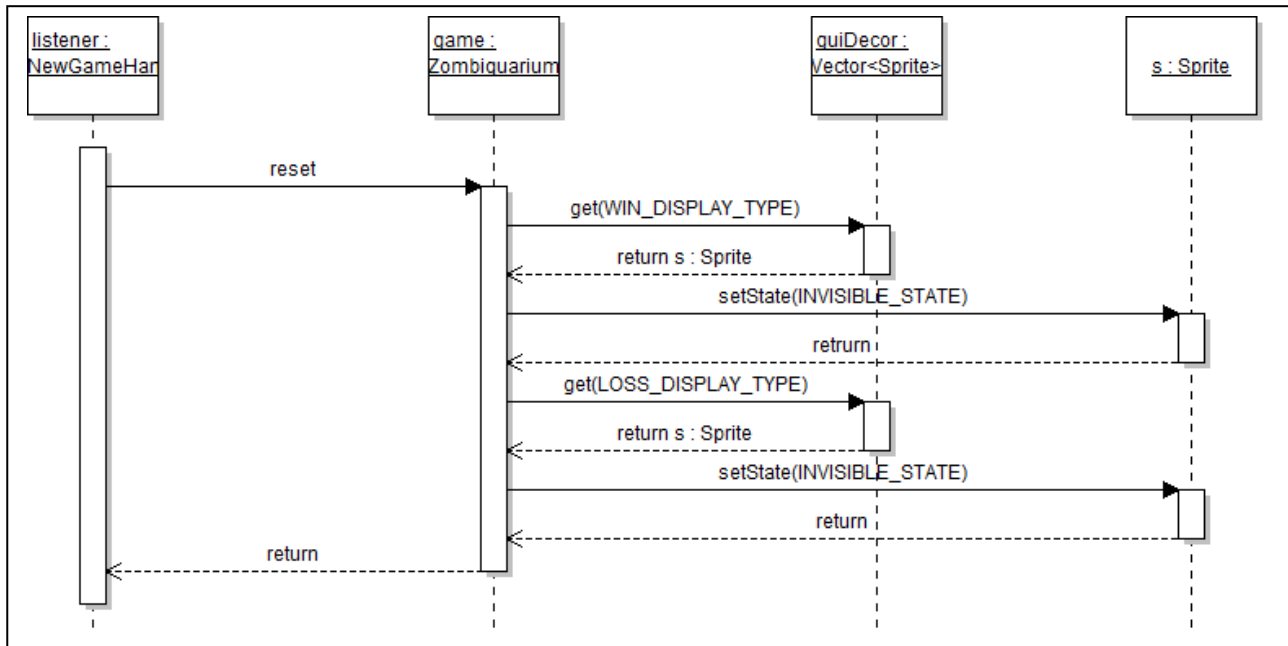 listener :
NewGameHan
game :
Zombiquarium
guiDecor :
Vector<Sprite>
s : Sprite
reset
get(WIN_DISPLAY_TYPE)
return s : Sprite
setState(INVISIBLE_STATE)
retrurn
get(LOSS_DISPLAY_TYPE)
return s : Sprite
setState(INVISIBLE_STATE)
return
return